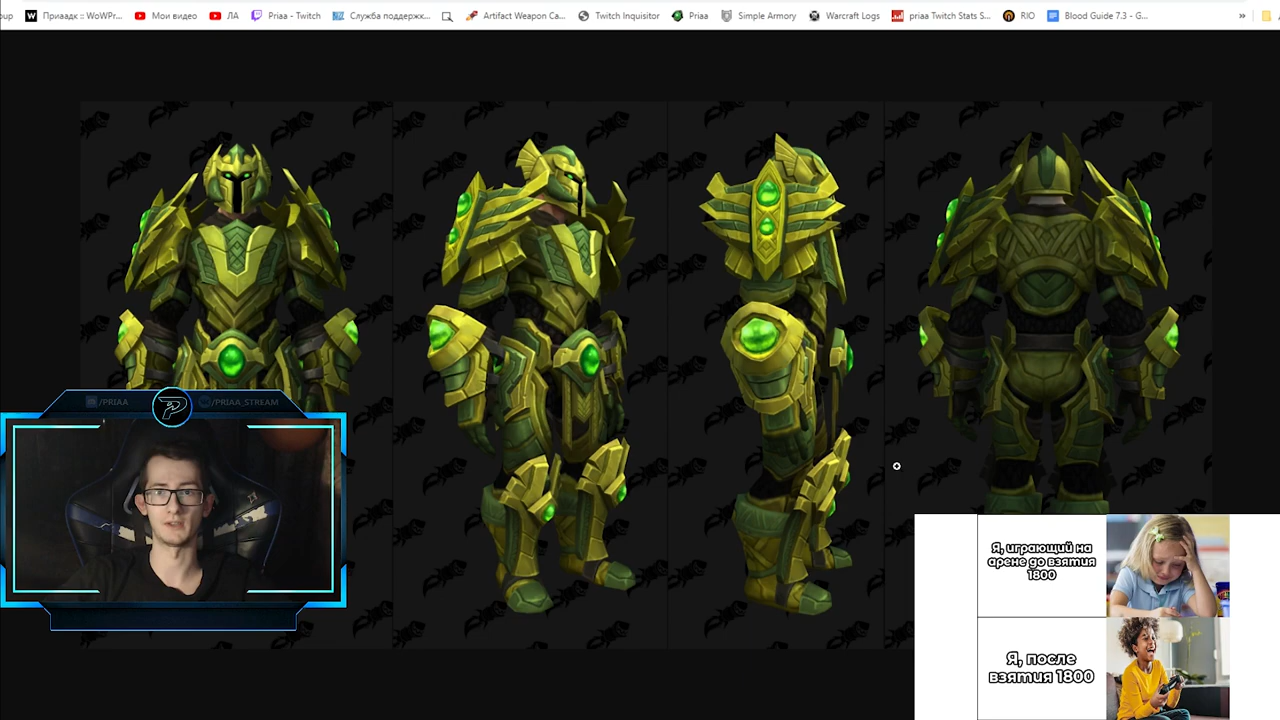 oup
Приаадк :: WoWPr...
Мои видео
ЛА
Priaa - Twitch
Служба поддержк...
Artifact Weapon Ca...
Twitch Inquisitor
Priaa
Simple Armory
Warcraft Logs
priaa Twitch Stats S...
RIO
Blood Guide 7.3 - G...
»
/PRIAA
/PRIAA_STREAM
Я, играющий на
арене до взятия
1800
Я, после
взятия 1800